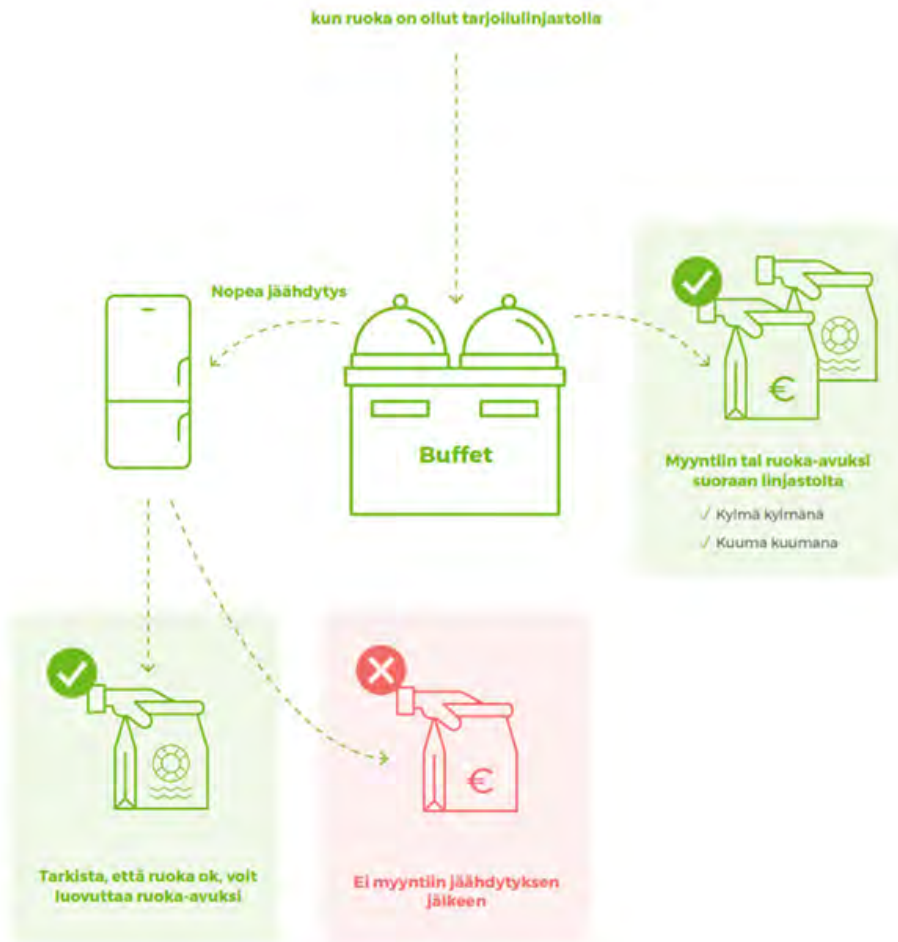 kun ruoka on ollut tarjoilulinjastolla
Nopea jäähdytys
Buffet
€
Myyntiin tai ruoka-avuksi
suoraan linjastolta
✓ Kylmä kylmänä
✓ Kuuma kuumana
Tarkista, että ruoka ok, voit
luovuttaa ruoka-avuksi
€
Ei myyntiin jäähdytyksen
jälkeen